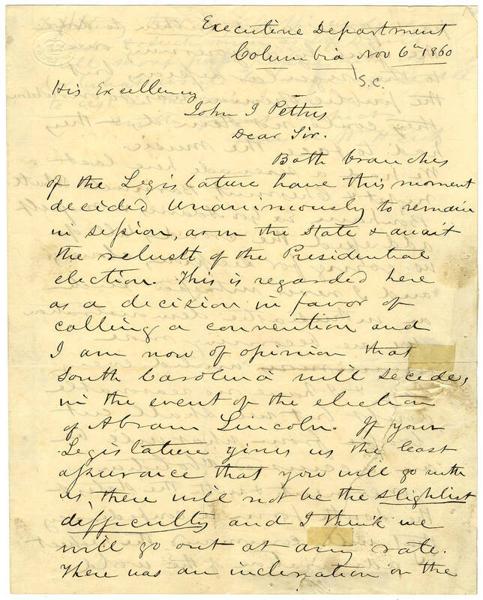 Executive Department
Columbia Nov 6th 1860
S.C.
His Excellency
John J Pettus
Dear Sir.
Both branches
of the Legislature have this moment
decided unanimously to remain
in session, arm the State & await
the result of the Presidential
election. This is regarded here
as a decision in favor of
calling a convention and
I am now of opinion that
South Carolina will secede,
in the event of the election
of Abram Lincoln. If your
Legislature gives us the least
assurance that you will go with
us, there will not be the slightest
difficulty and I think we
will go out at any rate.
There was an inclination on the